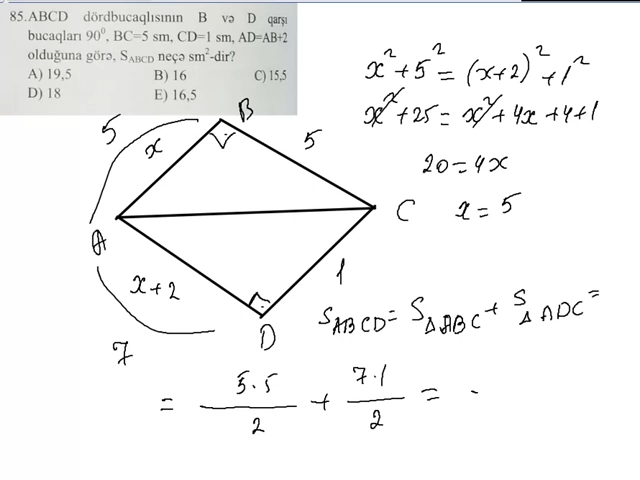 85.ABCD dördbucaqlısının B və D qarşı
bucaqları 90⁰, BC=5 sm, CD=1 sm, AD=AB+2
olduğuna görə, S_ABCD neçə sm²-dir?
A) 19,5 B) 16 C) 15,5
D) 18 E) 16,5
x² + 5² = (x+2)² + 1²
x² + 25 = x² + 4x + 4 + 1
20 = 4x
x = 5
B
5
x
5
A
C
x + 2
1
7
D
S_ABCD = S_ΔABC + S_ΔADC =
= 5·5/2 + 7·1/2 =